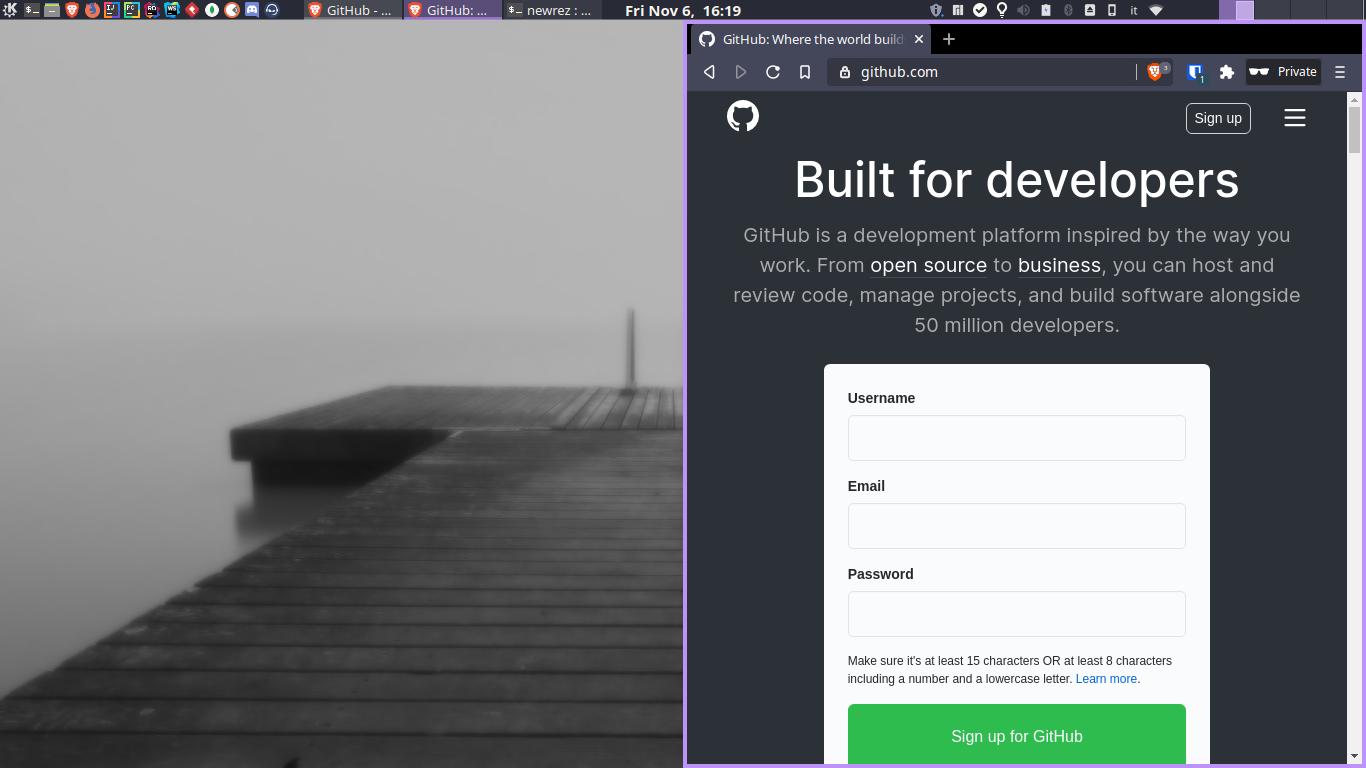 GitHub - ...
GitHub: ...
newrez : ...
Fri Nov 6, 16:19
it
GitHub: Where the world build
github.com
3
1
Private
Sign up
Built for developers
GitHub is a development platform inspired by the way you
work. From open source to business, you can host and
review code, manage projects, and build software alongside
50 million developers.
Username
Email
Password
Make sure it's at least 15 characters OR at least 8 characters
including a number and a lowercase letter. Learn more.
Sign up for GitHub